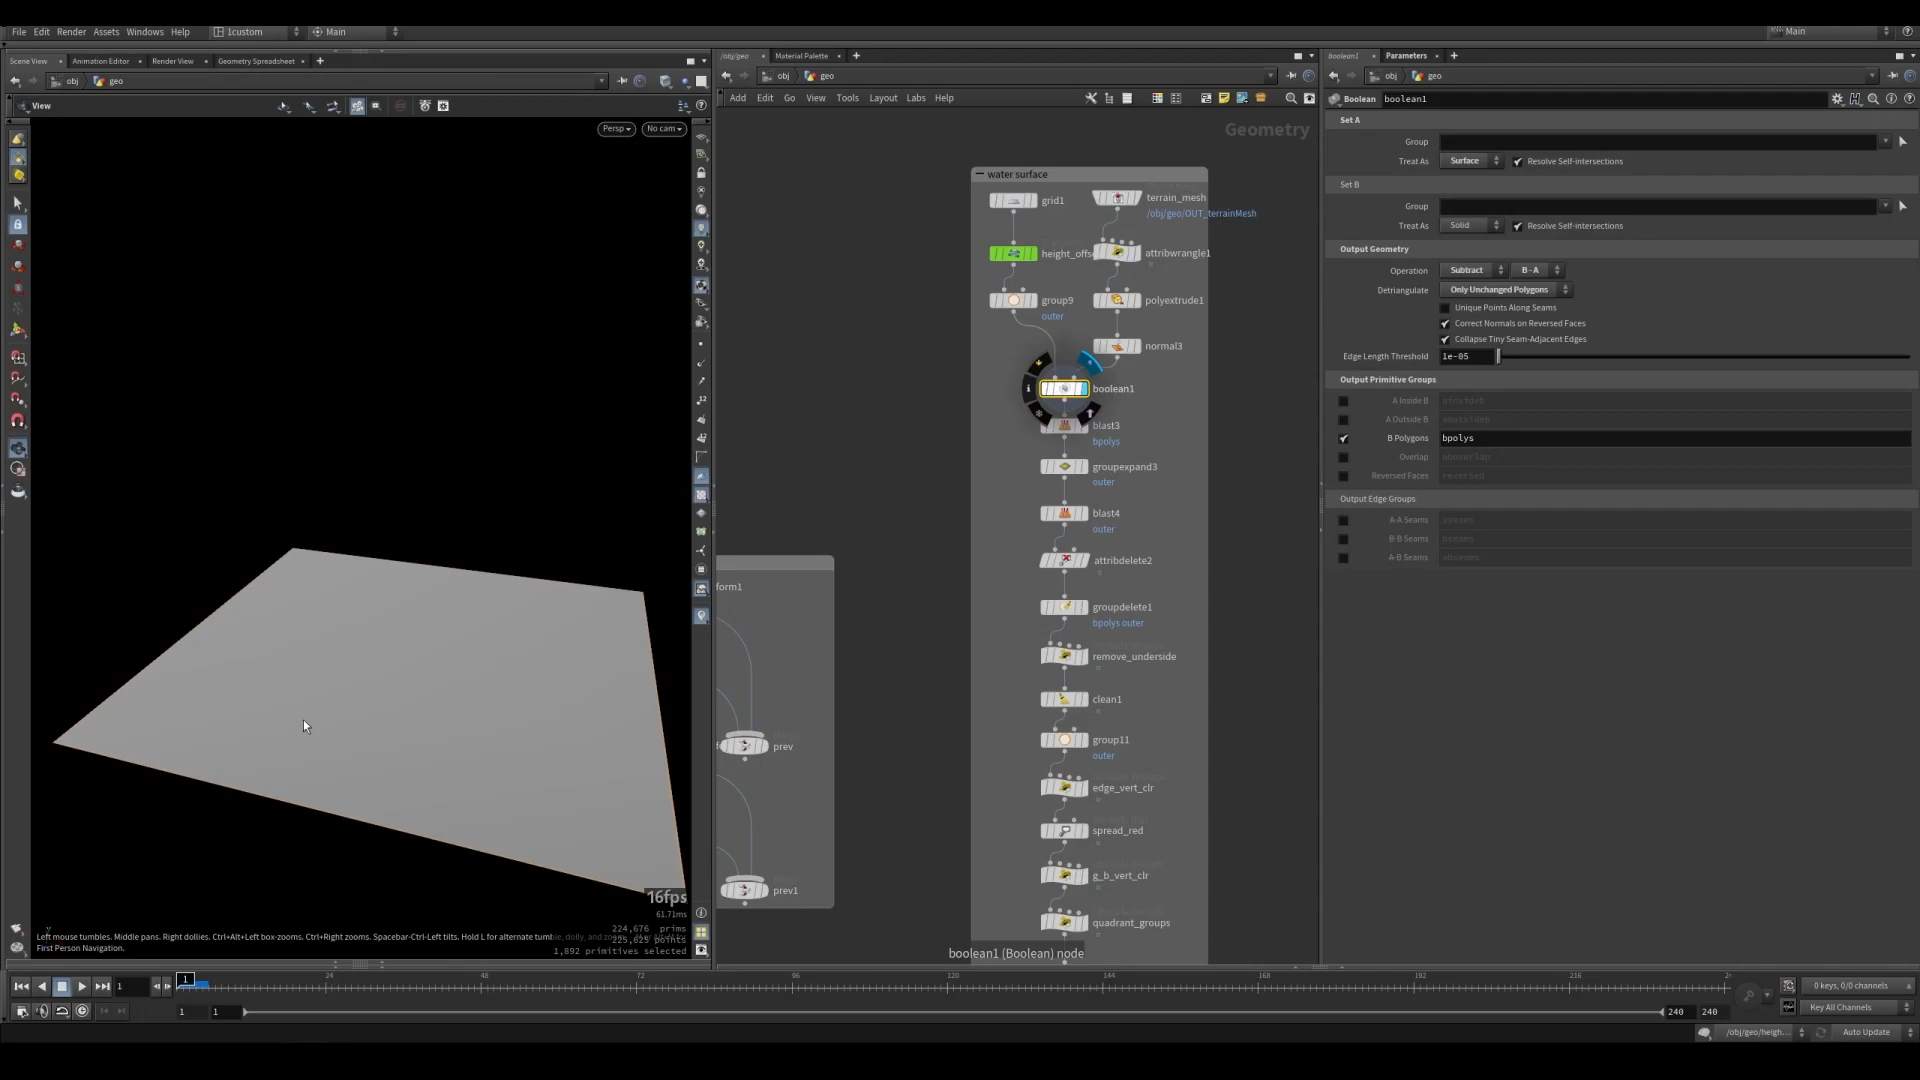 File Edit Render Assets Windows Help 1custom Main Main
Scene View Animation Editor Render View Geometry Spreadsheet
obj geo
View
Persp No cam
16fps
61.71ms
224,676 prims
225,625 points
1,892 primitives selected
Left mouse tumbles. Middle pans. Right dollies. Ctrl+Alt+Left box-zooms. Ctrl+Right zooms. Spacebar-Ctrl-Left tilts. Hold L for alternate tumbl
First Person Navigation.
/obj/geo Material Palette
obj geo
Add Edit Go View Tools Layout Labs Help
Geometry
water surface
grid1
terrain_mesh
/obj/geo/OUT_terrainMesh
height_offs
attribwrangle1
group9
outer
polyextrude1
normal3
boolean1
blast3
bpolys
groupexpand3
outer
blast4
outer
attribdelete2
groupdelete1
bpolys outer
remove_underside
clean1
group11
outer
edge_vert_clr
spread_red
g_b_vert_clr
quadrant_groups
form1
prev
prev1
boolean1 (Boolean) node
boolean1 Parameters
obj geo
Boolean boolean1
Set A
Group
Treat As Surface Resolve Self-intersections
Set B
Group
Treat As Solid Resolve Self-intersections
Output Geometry
Operation Subtract B-A
Detriangulate Only Unchanged Polygons
Unique Points Along Seams
Correct Normals on Reversed Faces
Collapse Tiny Seam-Adjacent Edges
Edge Length Threshold 1e-05
Output Primitive Groups
A Inside B ainsideb
A Outside B aoutsideb
B Polygons bpolys
Overlap aboverlap
Reversed Faces reversed
Output Edge Groups
A-A Seams aseams
B-B Seams bseams
A-B Seams abseams
1 1 24 48 72 96 120 144 168 192 216
1 1 240 240
0 keys, 0/0 channels
Key All Channels
/obj/geo/heigh... Auto Update